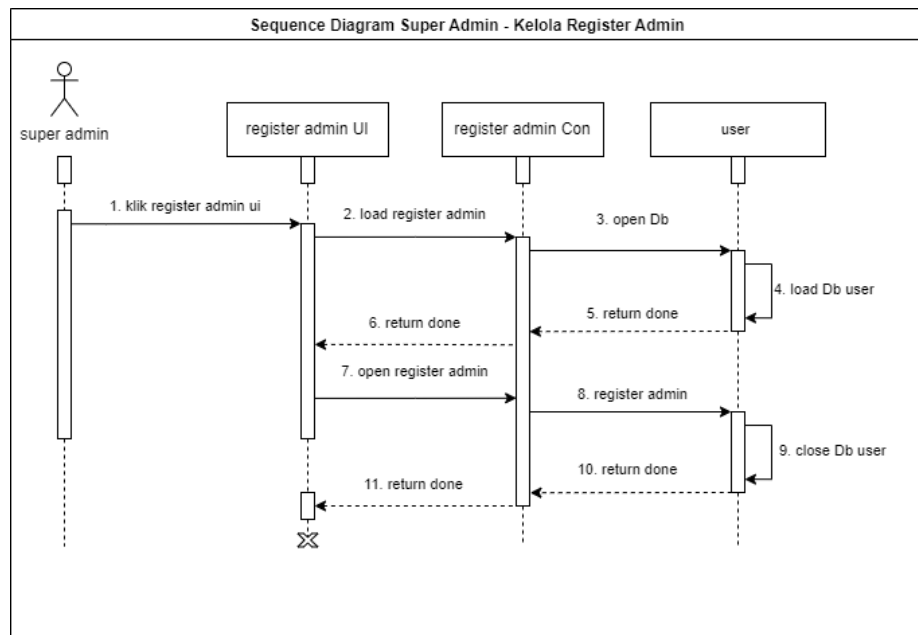 Sequence Diagram Super Admin - Kelola Register Admin
super admin
register admin UI
register admin Con
user
1. klik register admin ui
2. load register admin
3. open Db
4. load Db user
5. return done
6. return done
7. open register admin
8. register admin
9. close Db user
10. return done
11. return done